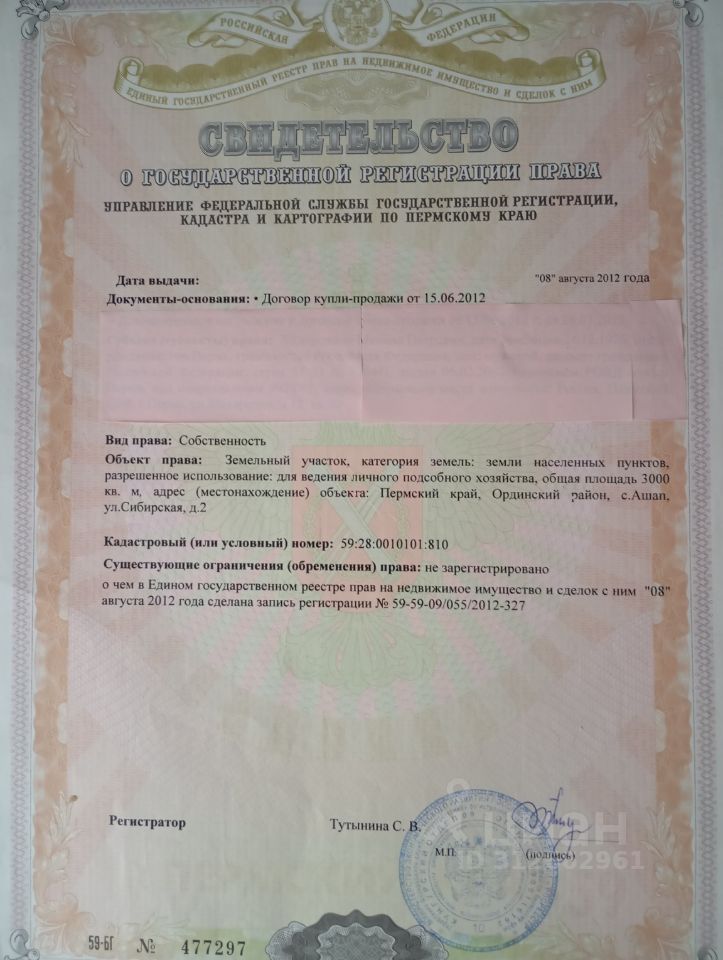 РОССИЙСКАЯ ФЕДЕРАЦИЯ
ЕДИНЫЙ ГОСУДАРСТВЕННЫЙ РЕЕСТР ПРАВ НА НЕДВИЖИМОЕ ИМУЩЕСТВО И СДЕЛОК С НИМ
СВИДЕТЕЛЬСТВО
О ГОСУДАРСТВЕННОЙ РЕГИСТРАЦИИ ПРАВА
УПРАВЛЕНИЕ ФЕДЕРАЛЬНОЙ СЛУЖБЫ ГОСУДАРСТВЕННОЙ РЕГИСТРАЦИИ,
КАДАСТРА И КАРТОГРАФИИ ПО ПЕРМСКОМУ КРАЮ
Дата выдачи: "08" августа 2012 года
Документы-основания: • Договор купли-продажи от 15.06.2012
Вид права: Собственность
Объект права: Земельный участок, категория земель: земли населенных пунктов,
разрешенное использование: для ведения личного подсобного хозяйства, общая площадь 3000
кв. м, адрес (местонахождение) объекта: Пермский край, Ординский район, с.Ашап,
ул.Сибирская, д.2
Кадастровый (или условный) номер: 59:28:0010101:810
Существующие ограничения (обременения) права: не зарегистрировано
о чем в Едином государственном реестре прав на недвижимое имущество и сделок с ним "08"
августа 2012 года сделана запись регистрации № 59-59-09/055/2012-327
Регистратор Тутынина С. В.
М.П. (подпись)
59-БГ № 477297